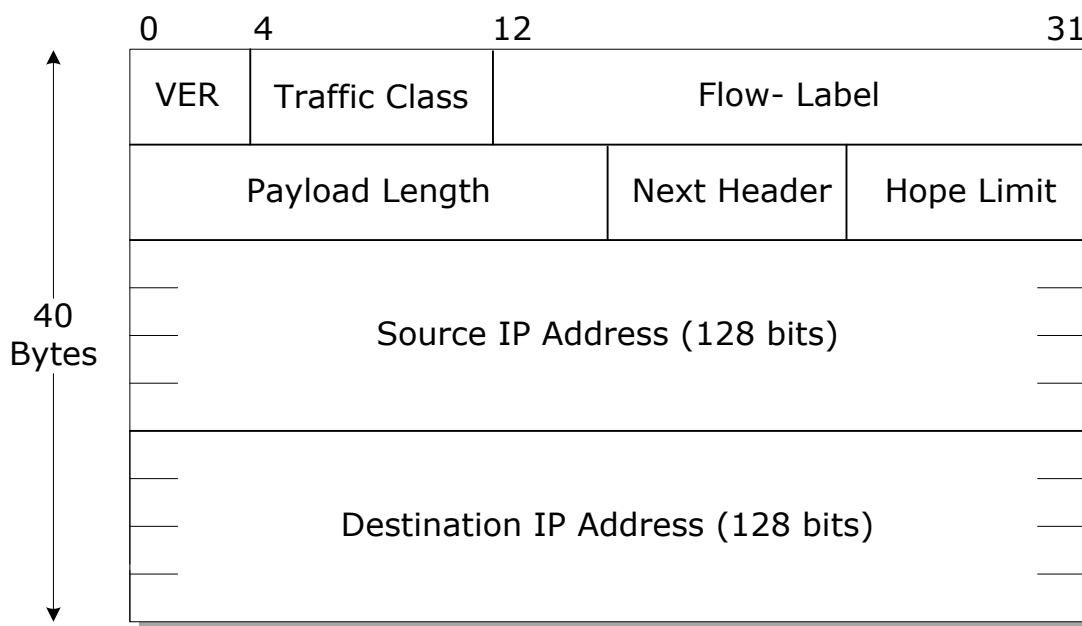 0 4 12 31
VER Traffic Class Flow- Label
Payload Length Next Header Hope Limit
40
Bytes
Source IP Address (128 bits)
Destination IP Address (128 bits)